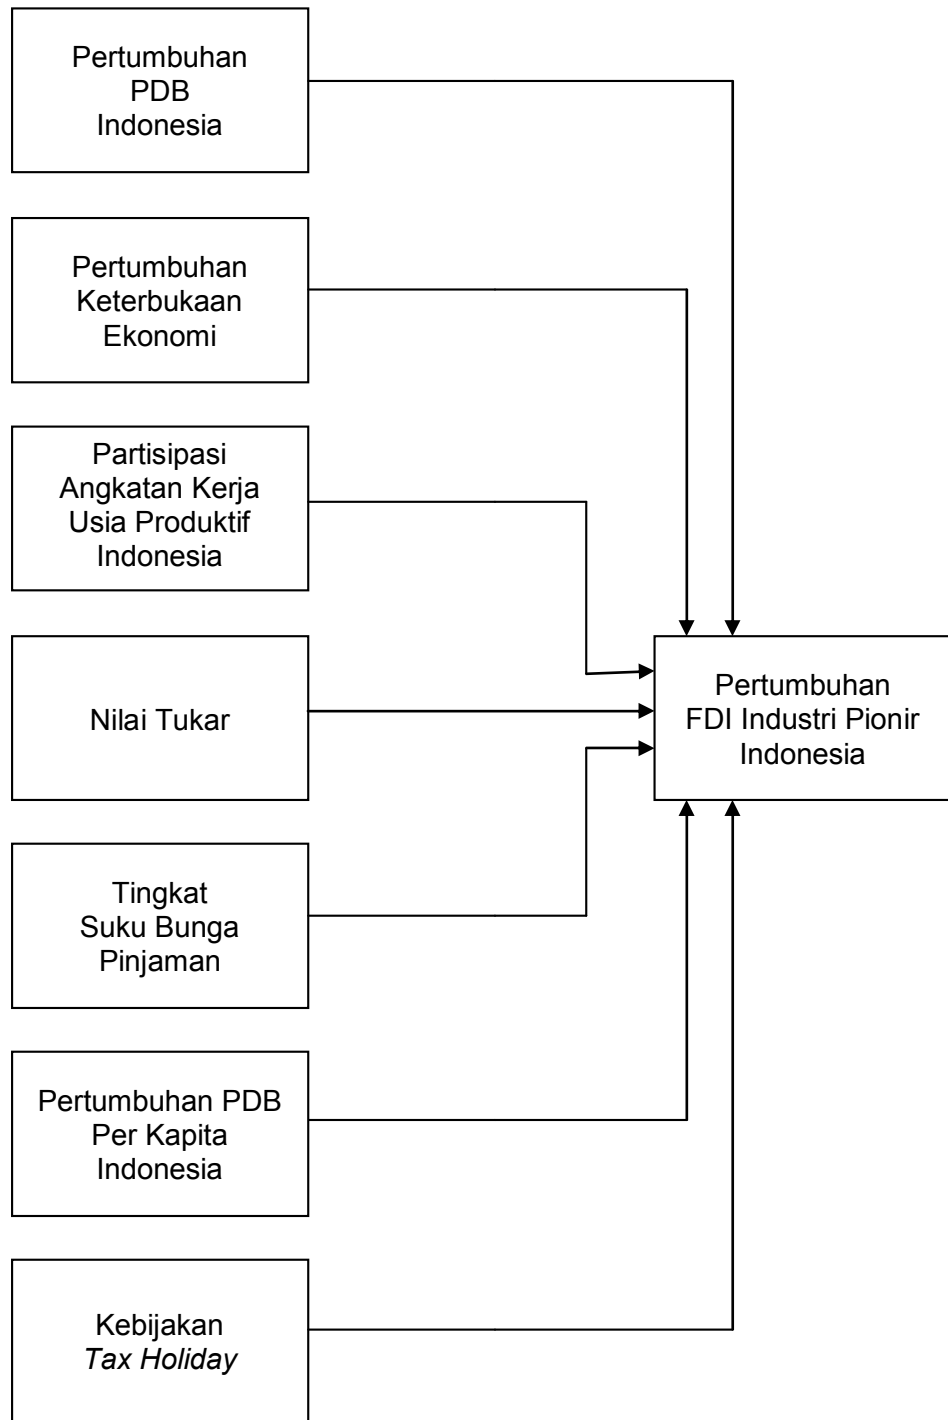 Pertumbuhan
PDB
Indonesia
Pertumbuhan
Keterbukaan
Ekonomi
Partisipasi
Angkatan Kerja
Usia Produktif
Indonesia
Nilai Tukar
Pertumbuhan
FDI Industri Pionir
Indonesia
Tingkat
Suku Bunga
Pinjaman
Pertumbuhan PDB
Per Kapita
Indonesia
Kebijakan
Tax Holiday